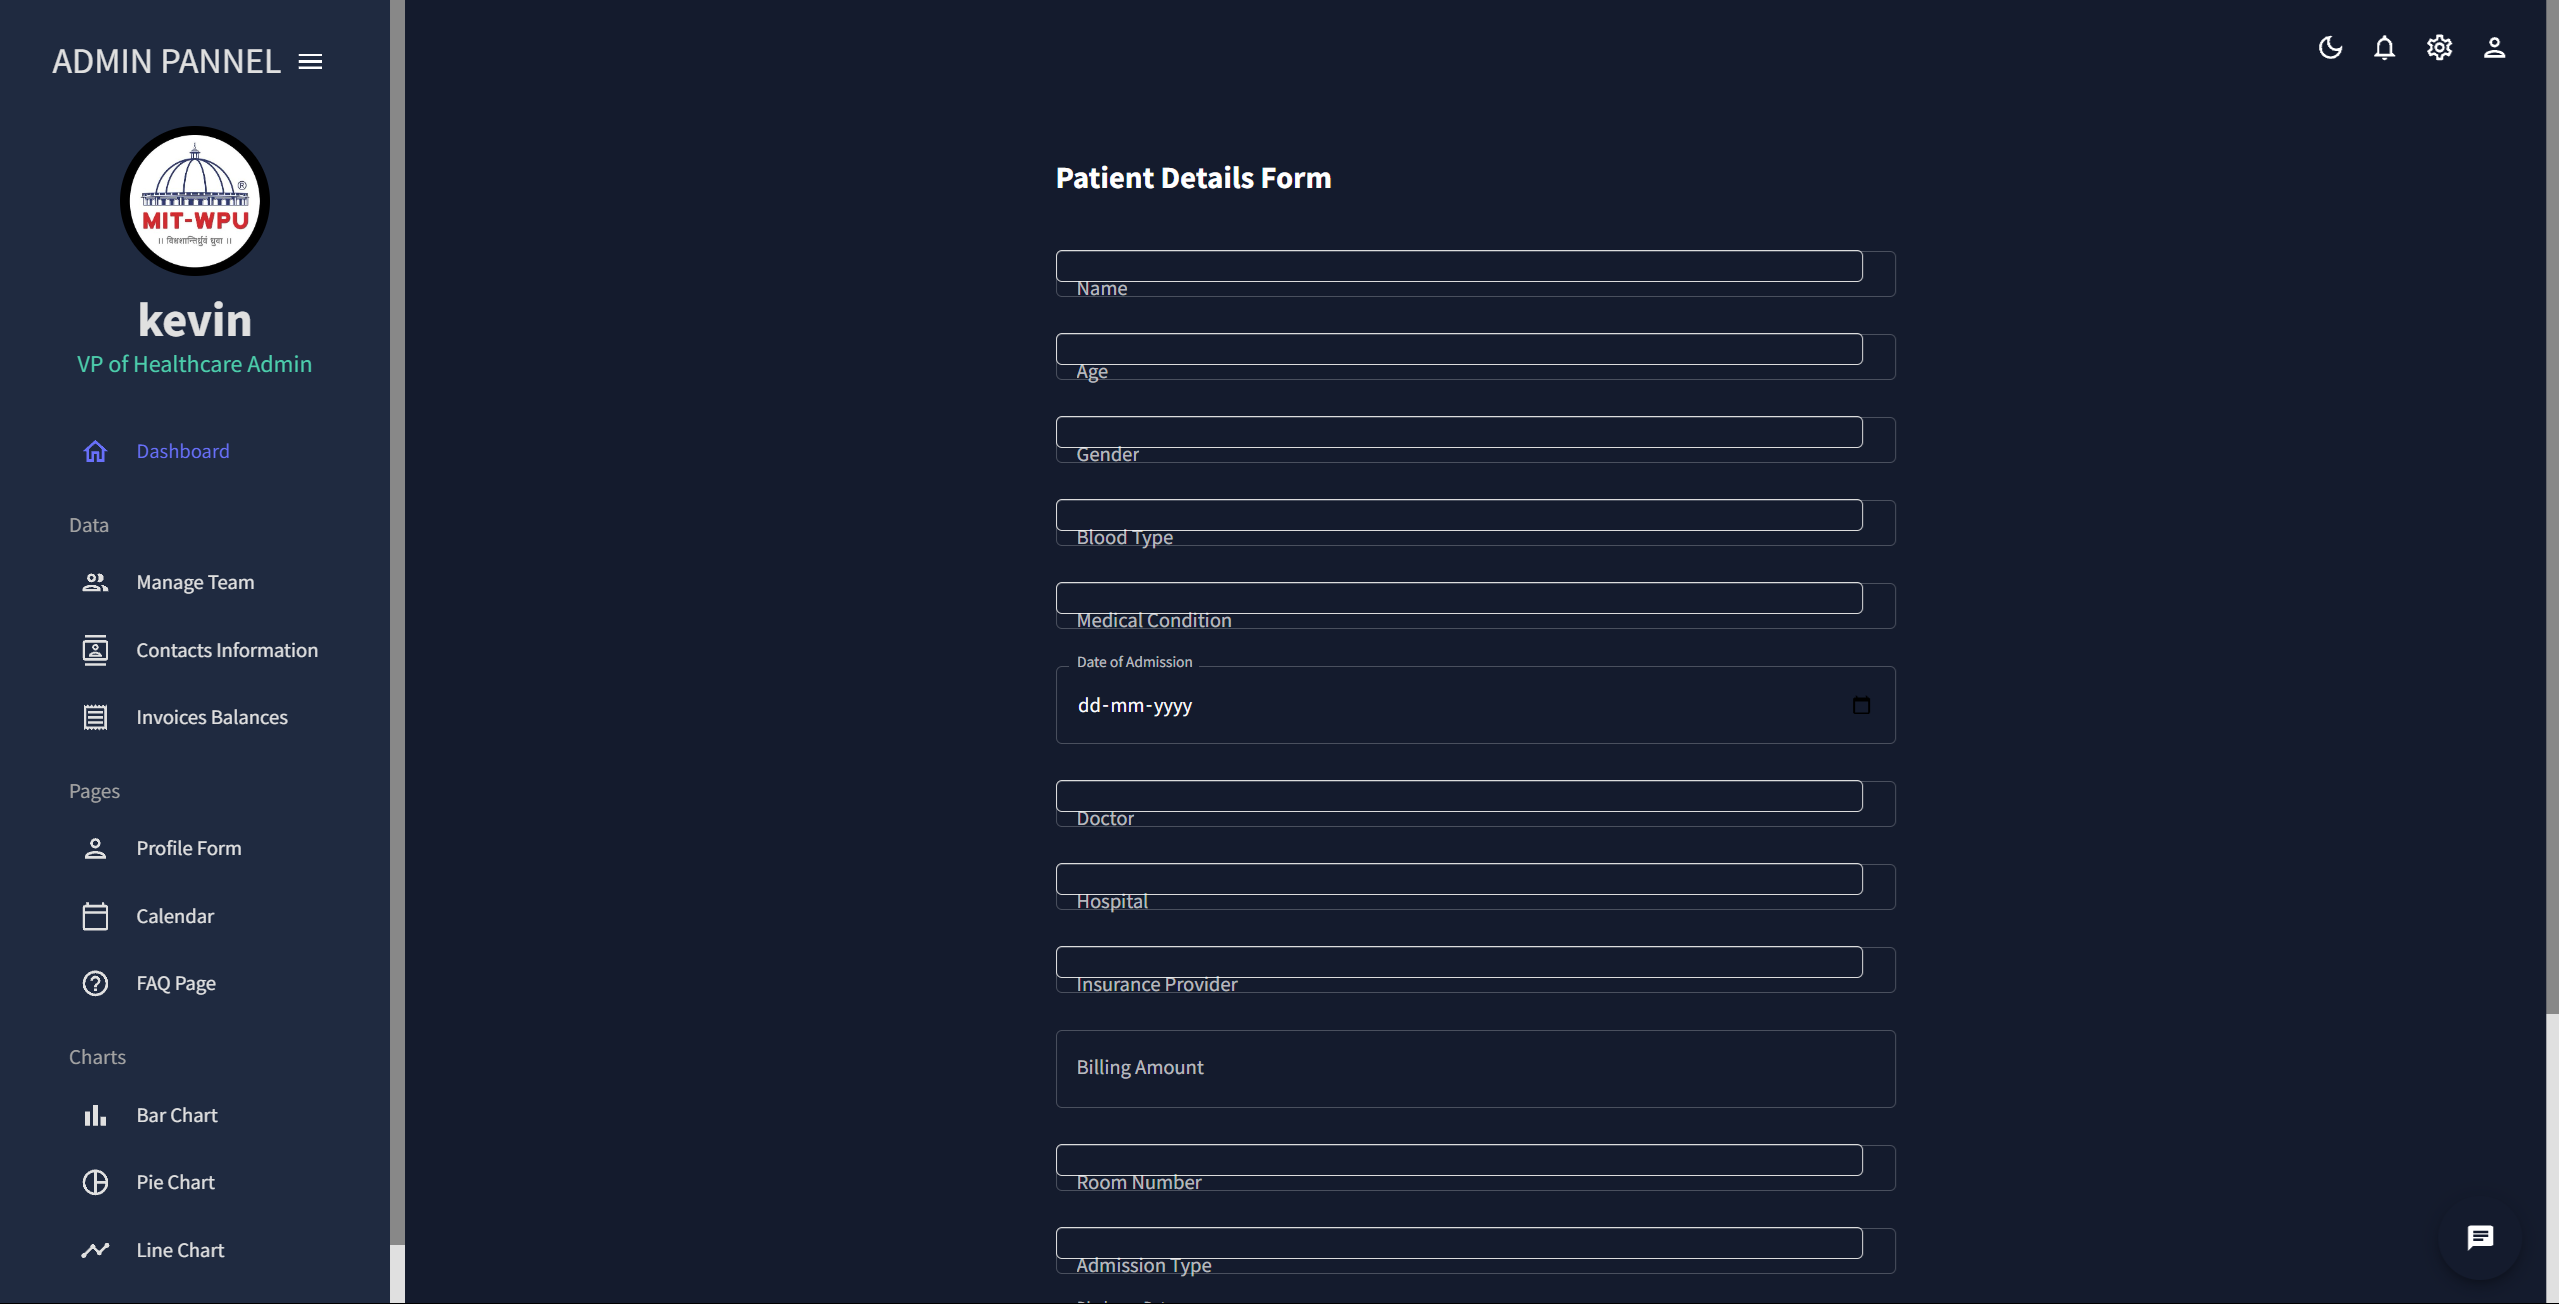 ADMIN PANNEL
MIT-WPU
®
kevin
VP of Healthcare Admin
Dashboard
Data
Manage Team
Contacts Information
Invoices Balances
Pages
Profile Form
Calendar
FAQ Page
Charts
Bar Chart
Pie Chart
Line Chart
Patient Details Form
Name
Age
Gender
Blood Type
Medical Condition
Date of Admission
dd-mm-yyyy
Doctor
Hospital
Insurance Provider
Billing Amount
Room Number
Admission Type